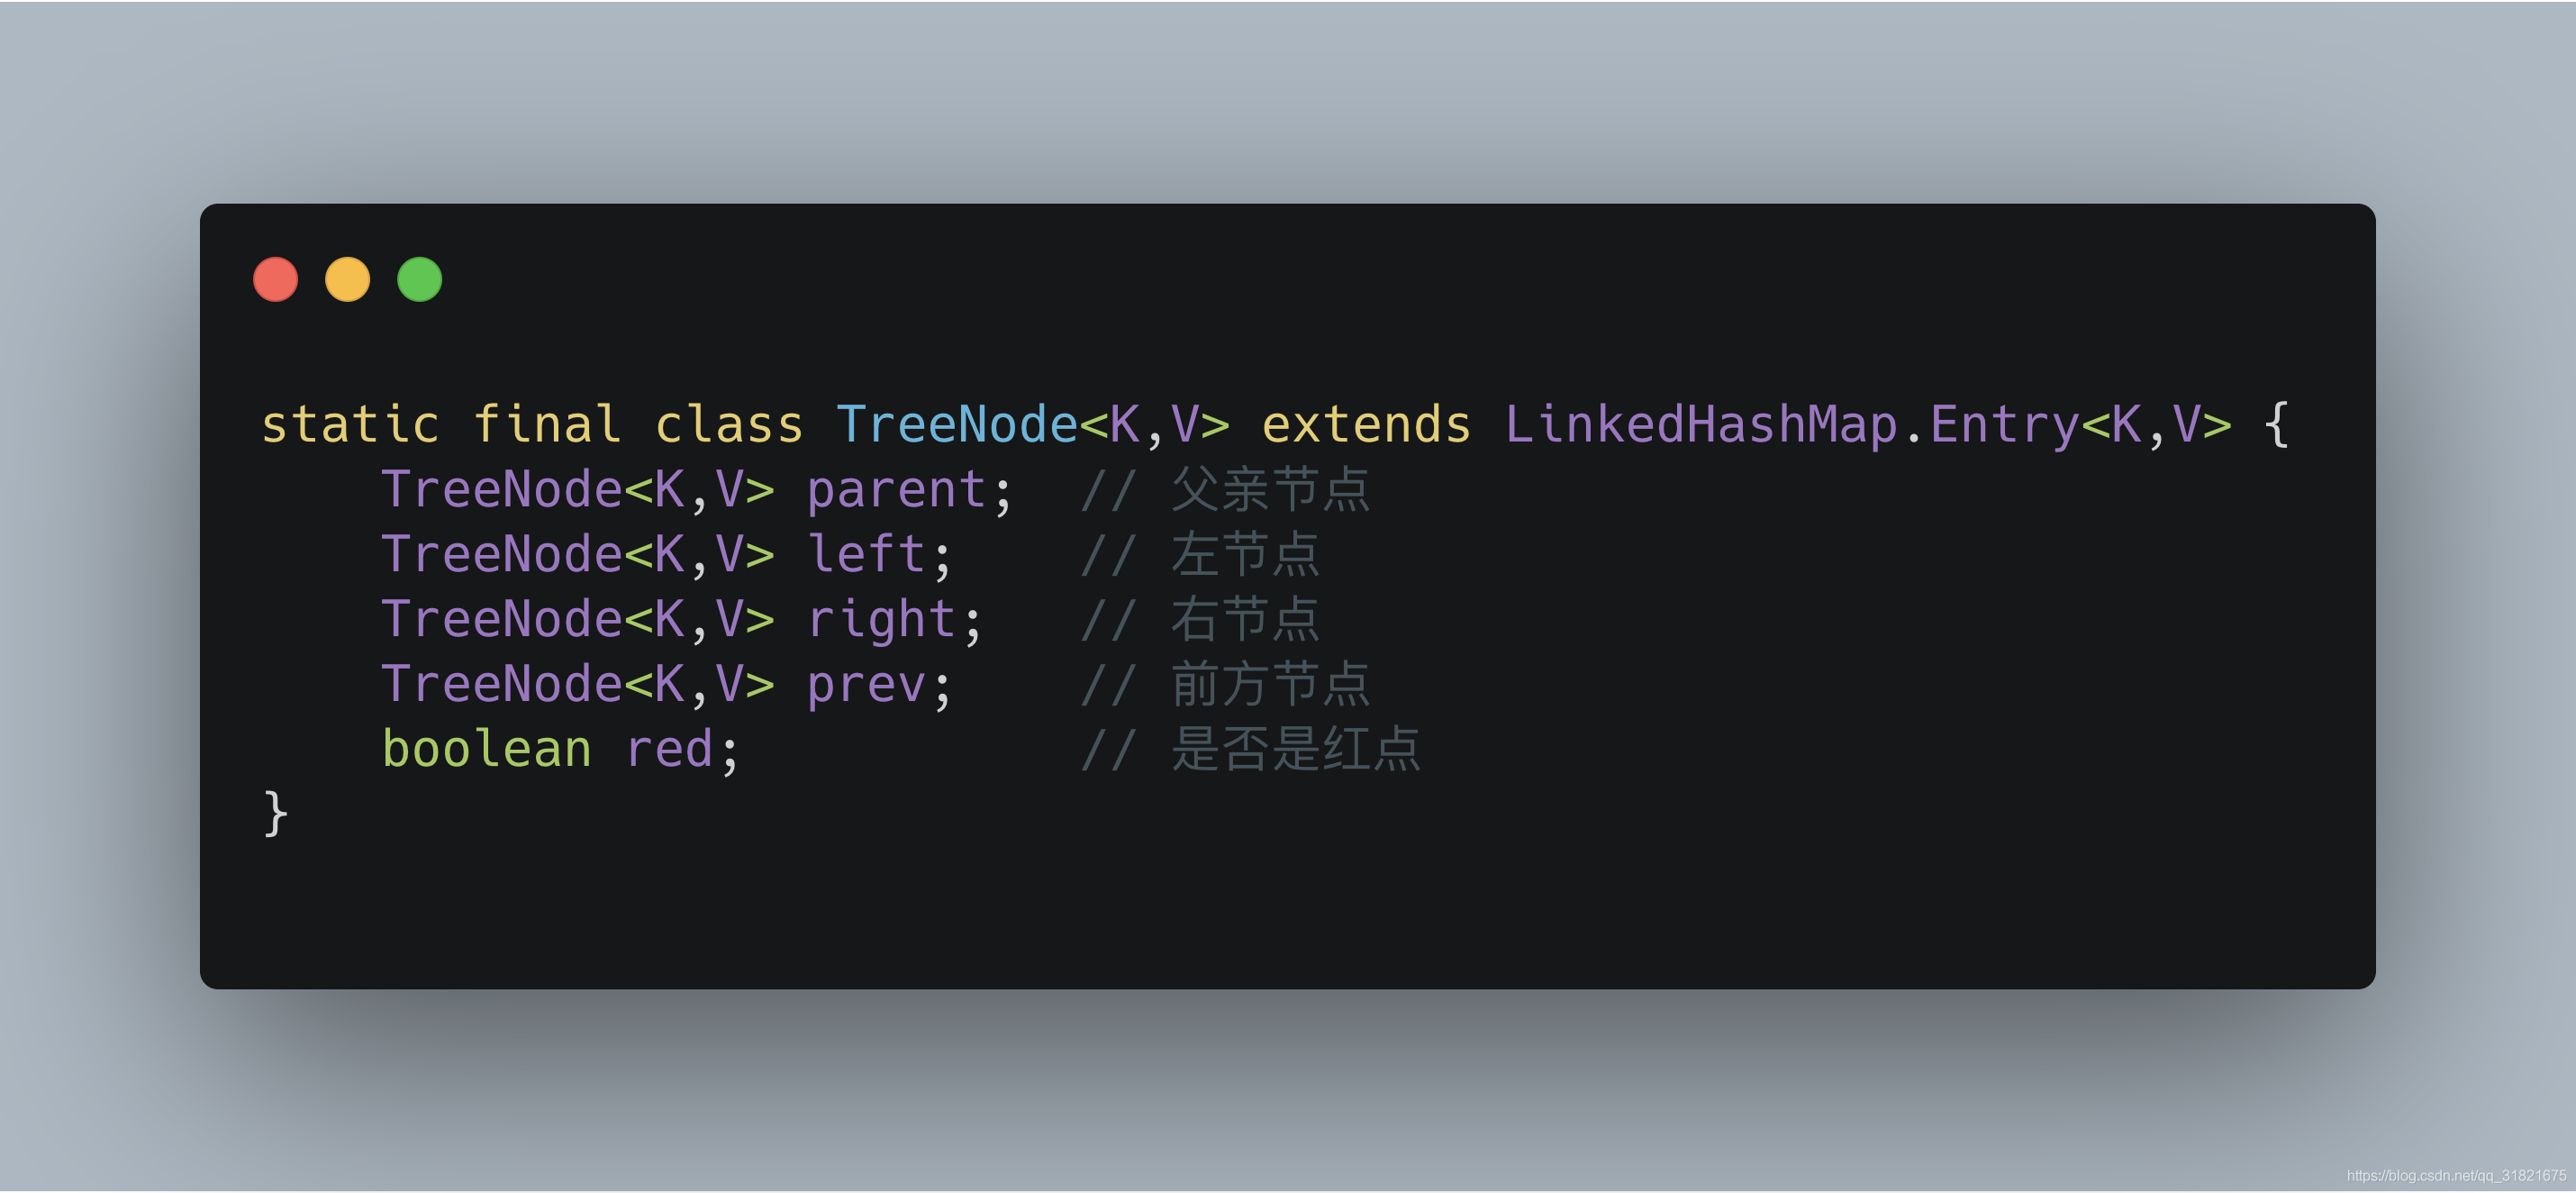 static final class TreeNode<K,V> extends LinkedHashMap.Entry<K,V> {
    TreeNode<K,V> parent;  // 父亲节点
    TreeNode<K,V> left;    // 左节点
    TreeNode<K,V> right;   // 右节点
    TreeNode<K,V> prev;    // 前方节点
    boolean red;           // 是否是红点
}
https://blog.csdn.net/qq_31821675